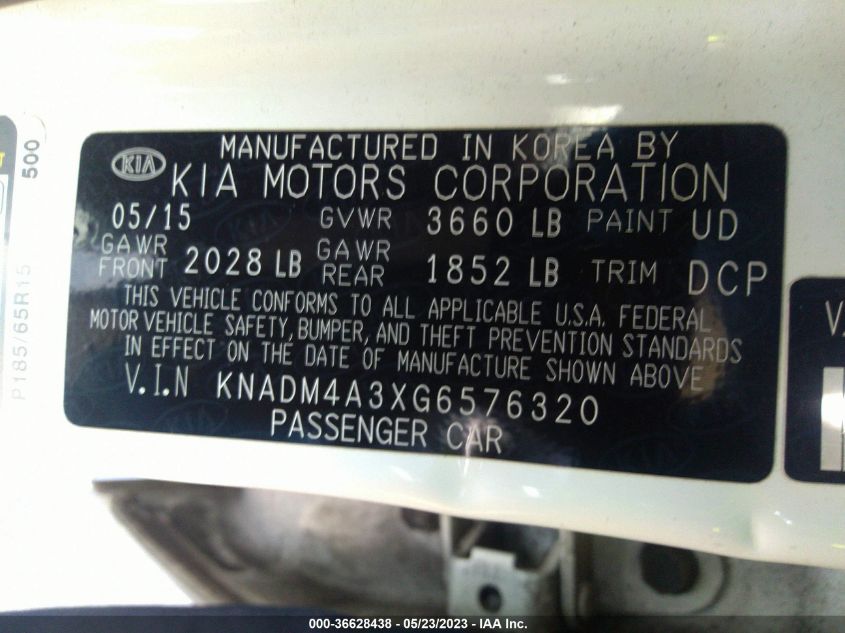 KIA
MANUFACTURED IN KOREA BY
KIA MOTORS CORPORATION
05/15 GVWR 3660 LB PAINT UD
GAWR FRONT 2028 LB GAWR REAR 1852 LB TRIM DCP
THIS VEHICLE CONFORMS TO ALL APPLICABLE U.S.A. FEDERAL
MOTOR VEHICLE SAFETY, BUMPER, AND THEFT PREVENTION STANDARDS
IN EFFECT ON THE DATE OF MANUFACTURE SHOWN ABOVE
V.I.N KNADM4A3XG6576320
PASSENGER CAR
500
P185/65R15
000-36628438 - 05/23/2023 - IAA Inc.